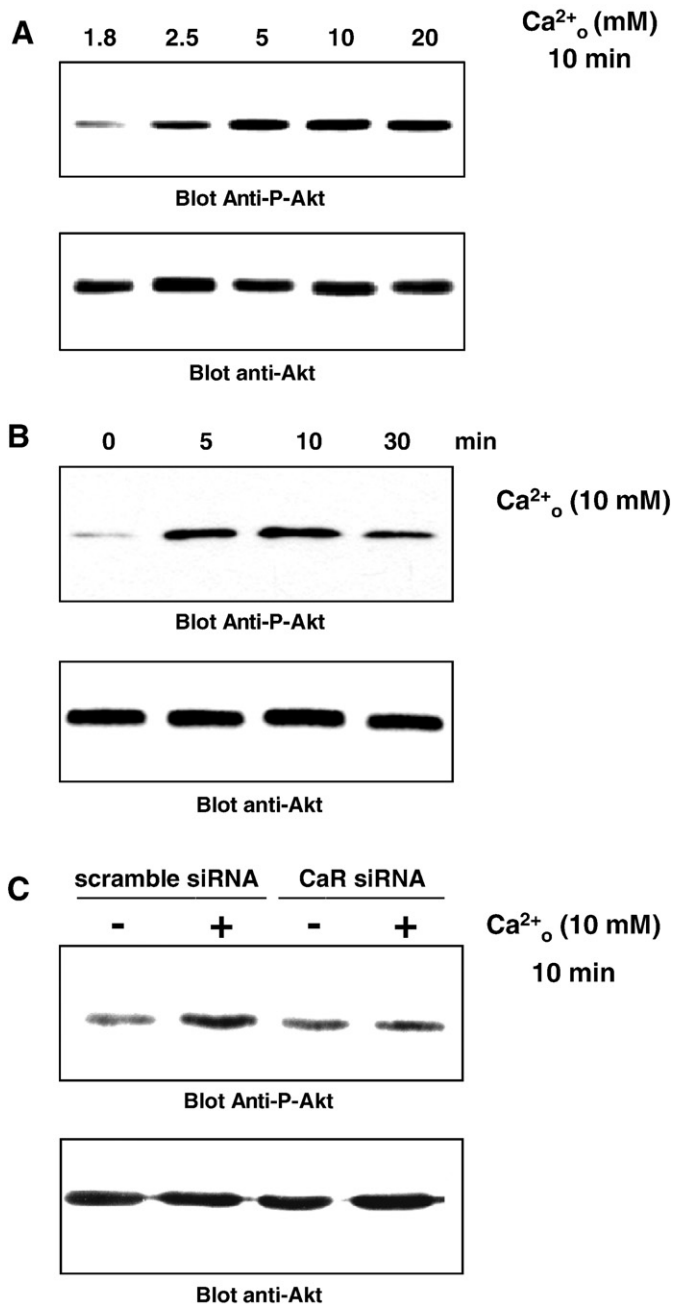 A
1.8 2.5 5 10 20
Ca²⁺ₒ (mM)
10 min
Blot Anti-P-Akt
Blot anti-Akt
B
0 5 10 30 min
Ca²⁺ₒ (10 mM)
Blot Anti-P-Akt
Blot anti-Akt
C
scramble siRNA CaR siRNA
- + - +
Ca²⁺ₒ (10 mM)
10 min
Blot Anti-P-Akt
Blot anti-Akt